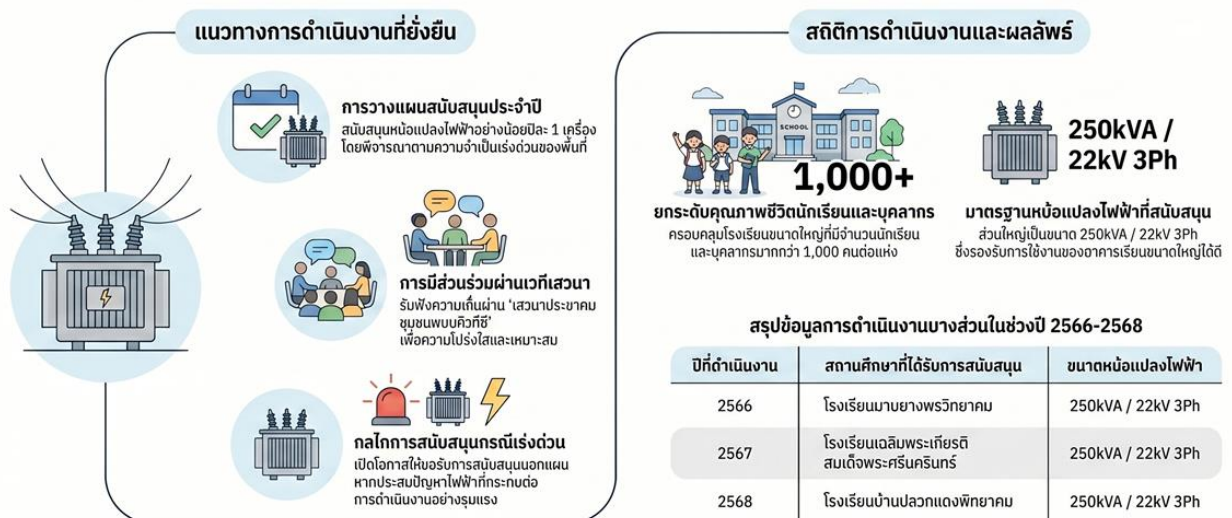 แนวทางการดำเนินงานที่ยั่งยืน
การวางแผนสนับสนุนประจำปี
สนับสนุนหน้อแปลงไฟฟ้าอย่างน้อยปีละ 1 เครื่อง
โดยพิจารณาตามความจำเป็นเร่งด่วนของพื้นที่
การมีส่วนร่วมผ่านเวทีเสวนา
รับฟังความเก็นผ่าน ‘เสวนาประชาคม
ชุมชนพบบคิวทีซี’
เพื่อความโปร่งใสและเหมาะสม
กลไกการสนับสนุนกรณีเร่งด่วน
เปิดโอกาสให้ขอรับการสนับสนุนนอกแผน
หากประสบปัญหาไฟฟ้าที่กระทบต่อ
การดำเนินงานอย่างรุนแรง
สถิติการดำเนินงานและผลลัพธ์
SCHOOL
1,000+
ยกระดับคุณภาพชีวิตนักเรียนและบุคลากร
ครอบคลุมโรงเรียนขนาดใหญ่ที่มีจำนวนนักเรียน
และบุคลากรมากกว่า 1,000 คนต่อแห่ง
250kVA /
22kV 3Ph
มาตรฐานหม้อแปลงไฟฟ้าที่สนับสนุน
ส่วนใหญ่เป็นขนาด 250kVA / 22kV 3Ph
ซึ่งรองรับการใช้งานของอาคารเรียนขนาดใหญ่ได้ดี
สรุปข้อมูลการดำเนินงานบางส่วนในช่วงปี 2566-2568
ปีที่ดำเนินงาน สถานศึกษาที่ได้รับการสนับสนุน ขนาดหม้อแปลงไฟฟ้า
2566 โรงเรียนมาบยางพรวิทยาคม 250kVA / 22kV 3Ph
2567 โรงเรียนเฉลิมพระเกียรติ
สมเด็จพระศรีนครินทร์ 250kVA / 22kV 3Ph
2568 โรงเรียนบ้านปลวกแดงพิทยาคม 250kVA / 22kV 3Ph